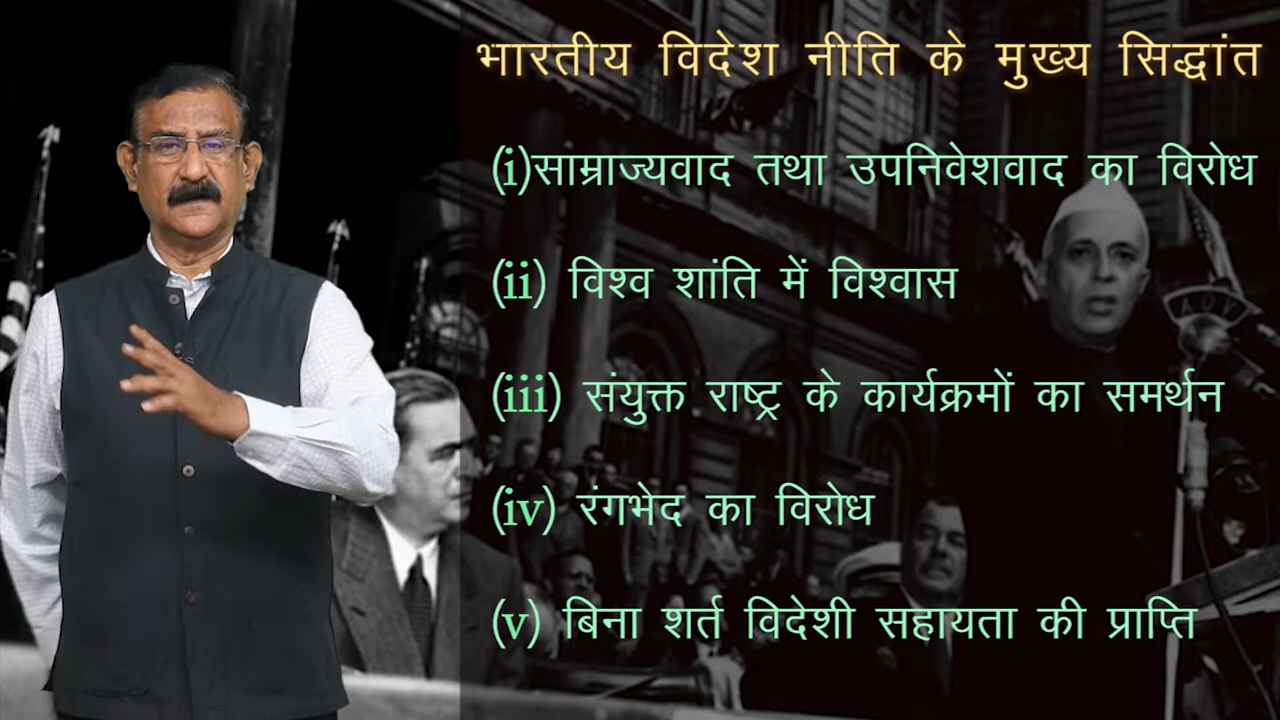 भारतीय विदेश नीति के मुख्य सिद्धांत
(i)साम्राज्यवाद तथा उपनिवेशवाद का विरोध
(ii) विश्व शांति में विश्वास
(iii) संयुक्त राष्ट्र के कार्यक्रमों का समर्थन
(iv) रंगभेद का विरोध
(v) बिना शर्त विदेशी सहायता की प्राप्ति